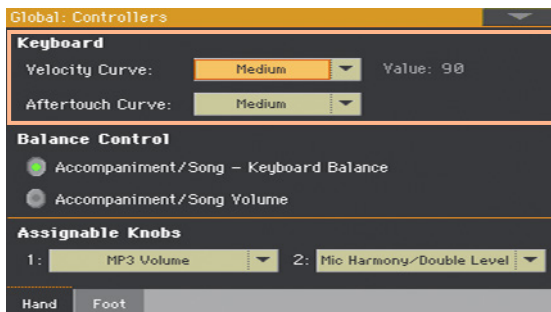 Global: Controllers
Keyboard
Velocity Curve: Medium Value: 90
Aftertouch Curve: Medium
Balance Control
Accompaniment/Song - Keyboard Balance
Accompaniment/Song Volume
Assignable Knobs
1: MP3 Volume 2: Mic Harmony/Double Level
Hand Foot